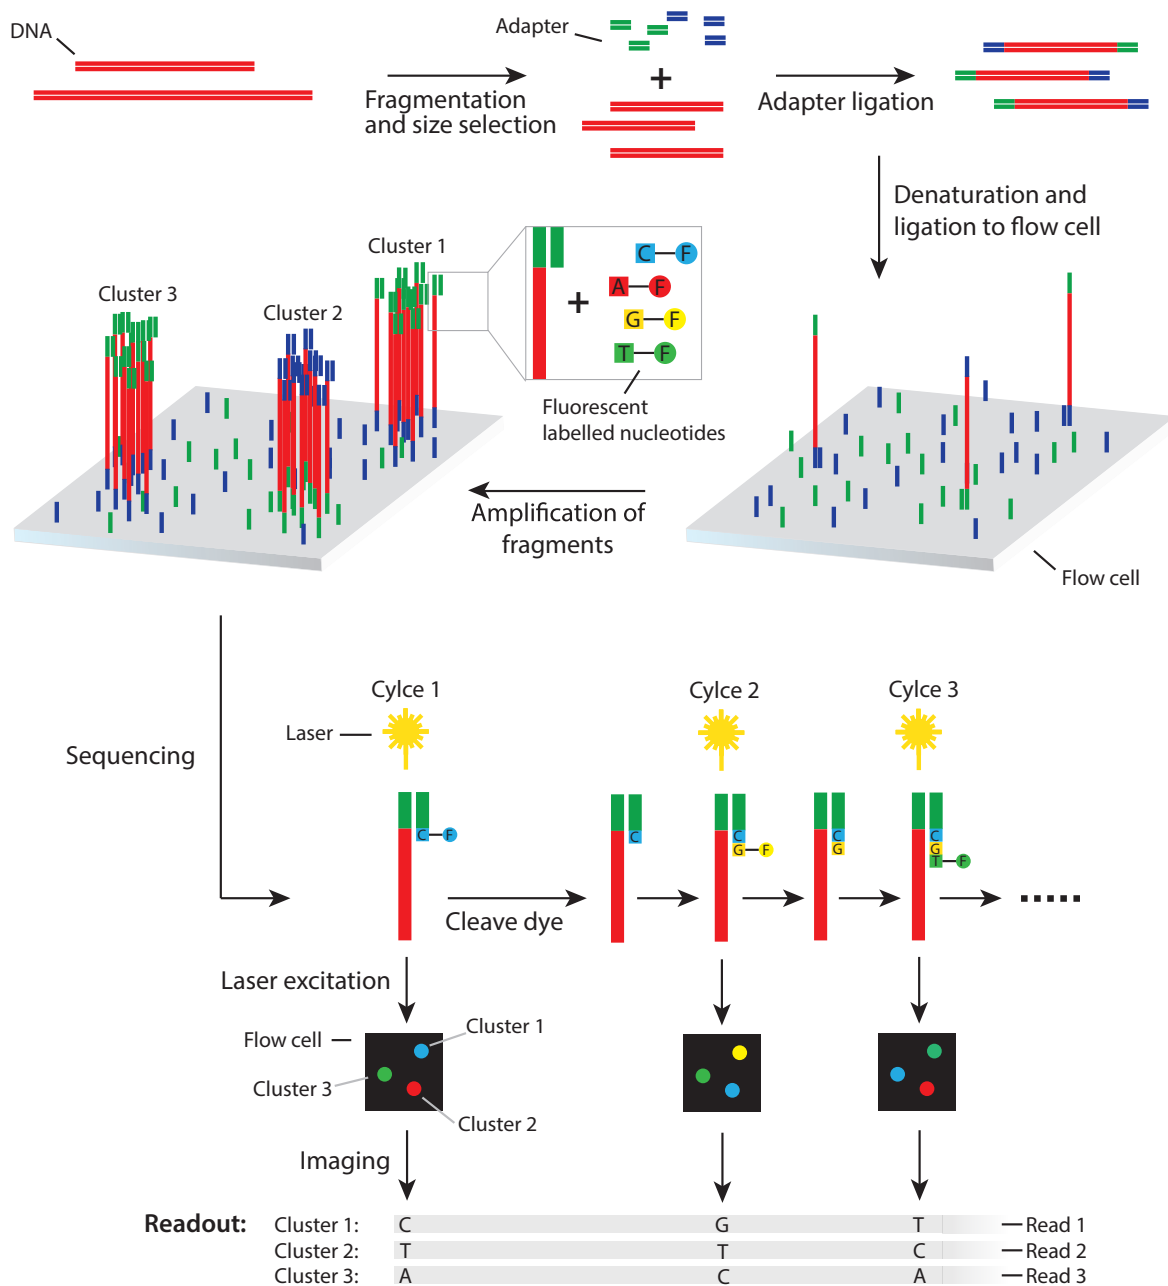 DNA
Adapter
+
Fragmentation
and size selection
Adapter ligation
Denaturation and
ligation to flow cell
Cluster 1
Cluster 2
Cluster 3
+
C F
A F
G F
T F
Fluorescent
labelled nucleotides
Amplification of
fragments
Flow cell
Sequencing
Cylce 1
Cylce 2
Cylce 3
Laser
C F
C
C
G F
C
G
C
G
T F
Cleave dye
Laser excitation
Flow cell
Cluster 1
Cluster 3
Cluster 2
Imaging
Readout:
Cluster 1: C G T Read 1
Cluster 2: T T C Read 2
Cluster 3: A C A Read 3